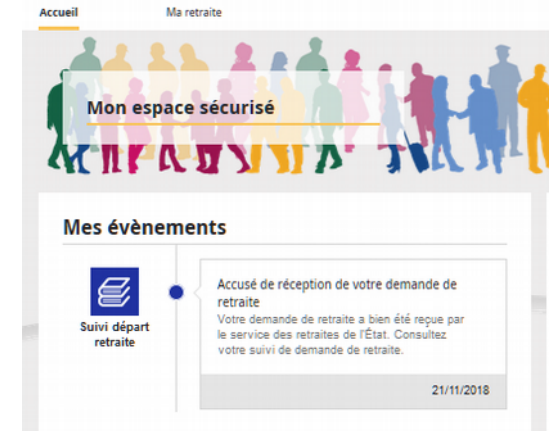 Accueil Ma retraite
Mon espace sécurisé
Mes évènements
Suivi départ
retraite
Accusé de réception de votre demande de
retraite
Votre demande de retraite a bien été reçue par
le service des retraites de l'État. Consultez
votre suivi de demande de retraite.
21/11/2018